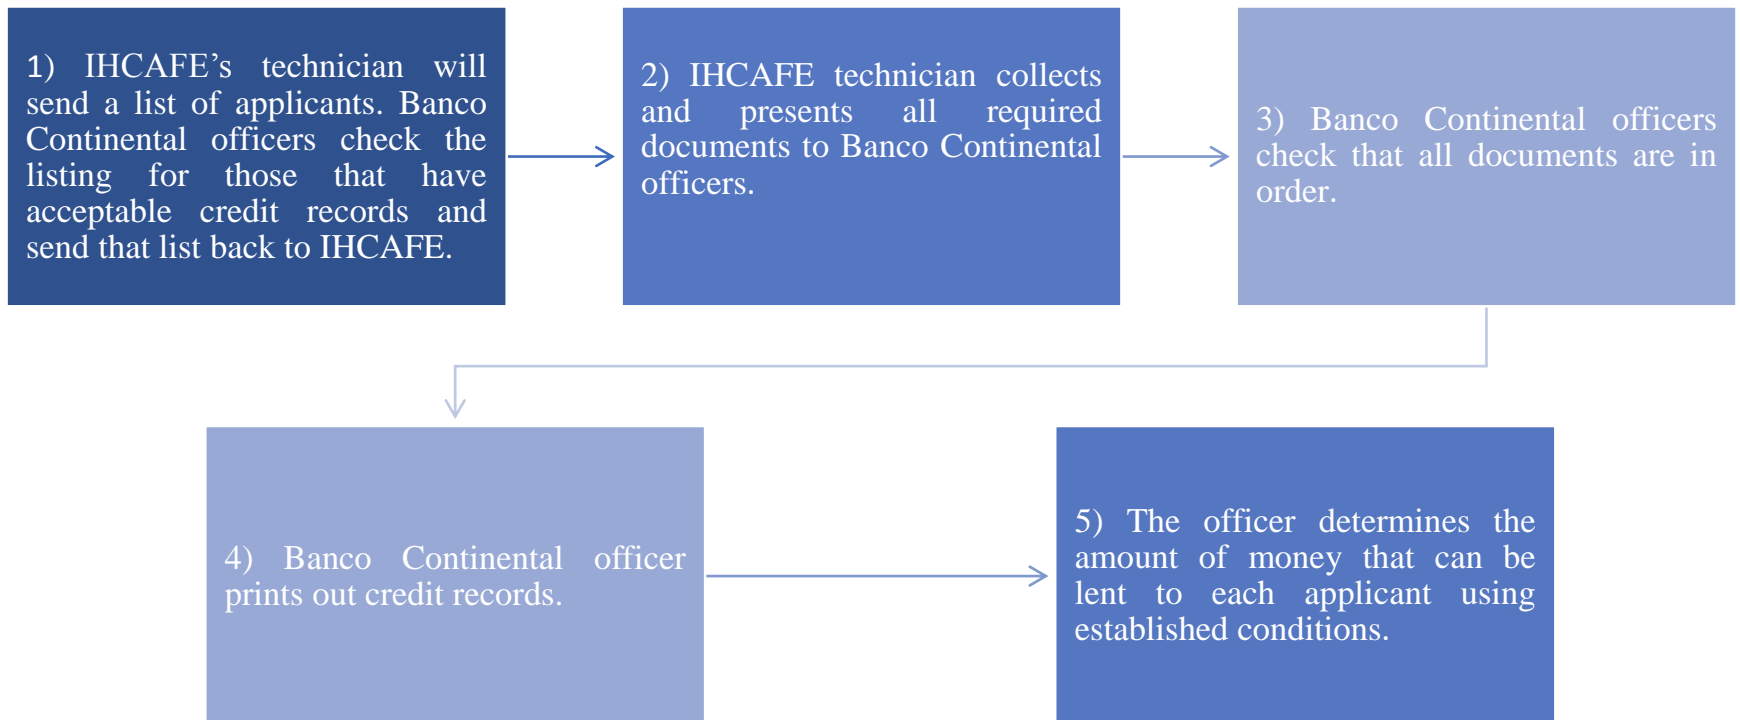 1) IHCAFE’s technician will
send a list of applicants. Banco
Continental officers check the
listing for those that have
acceptable credit records and
send that list back to IHCAFE.
2) IHCAFE technician collects
and presents all required
documents to Banco Continental
officers.
3) Banco Continental officers
check that all documents are in
order.
4) Banco Continental officer
prints out credit records.
5) The officer determines the
amount of money that can be
lent to each applicant using
established conditions.